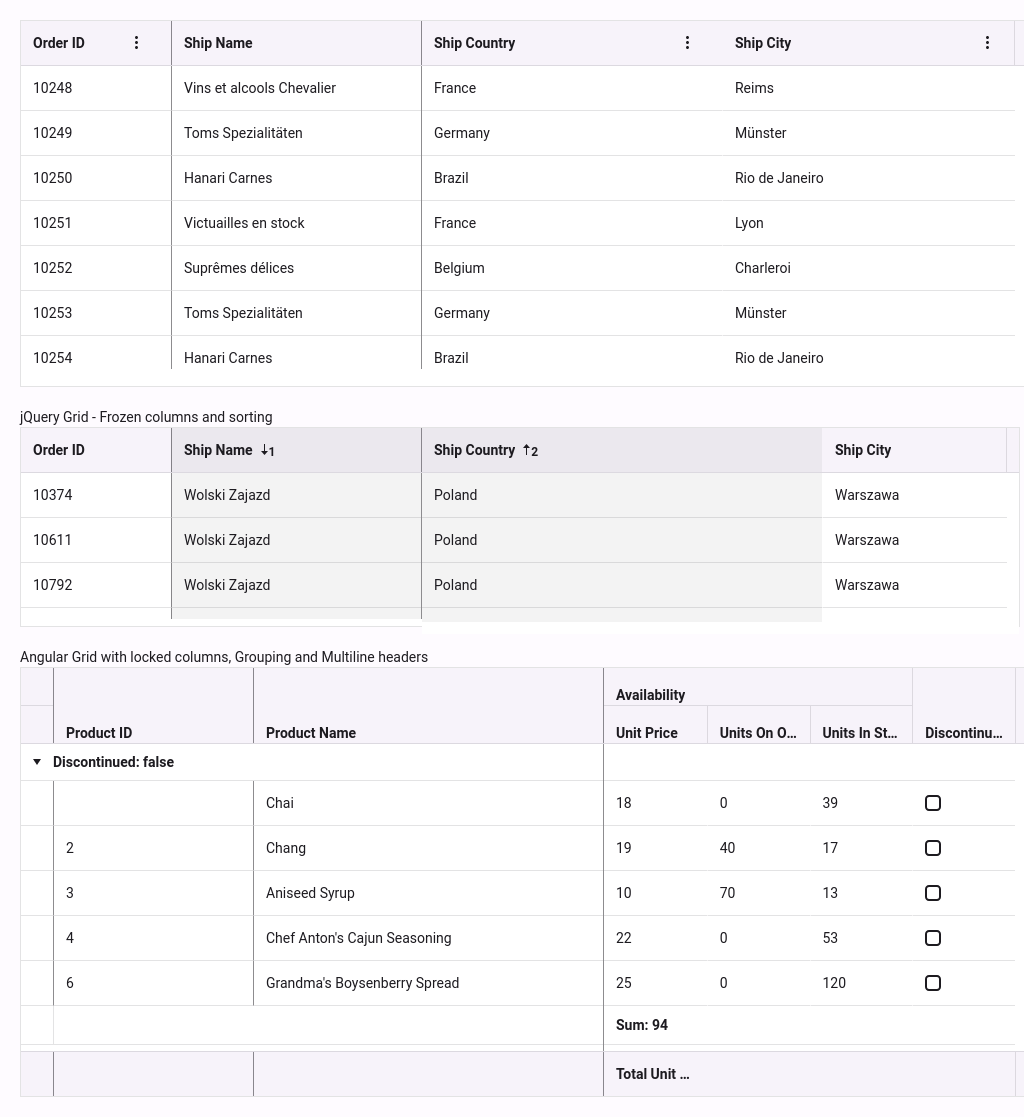 Order ID Ship Name Ship Country Ship City
10248 Vins et alcools Chevalier France Reims
10249 Toms Spezialitäten Germany Münster
10250 Hanari Carnes Brazil Rio de Janeiro
10251 Victuailles en stock France Lyon
10252 Suprêmes délices Belgium Charleroi
10253 Toms Spezialitäten Germany Münster
10254 Hanari Carnes Brazil Rio de Janeiro
jQuery Grid - Frozen columns and sorting
Order ID Ship Name ↓1 Ship Country ↑2 Ship City
10374 Wolski Zajazd Poland Warszawa
10611 Wolski Zajazd Poland Warszawa
10792 Wolski Zajazd Poland Warszawa
Angular Grid with locked columns, Grouping and Multiline headers
Availability
Product ID Product Name Unit Price Units On O... Units In St... Discontinu...
Discontinued: false
Chai 18 0 39
2 Chang 19 40 17
3 Aniseed Syrup 10 70 13
4 Chef Anton's Cajun Seasoning 22 0 53
6 Grandma's Boysenberry Spread 25 0 120
Sum: 94
Total Unit ...